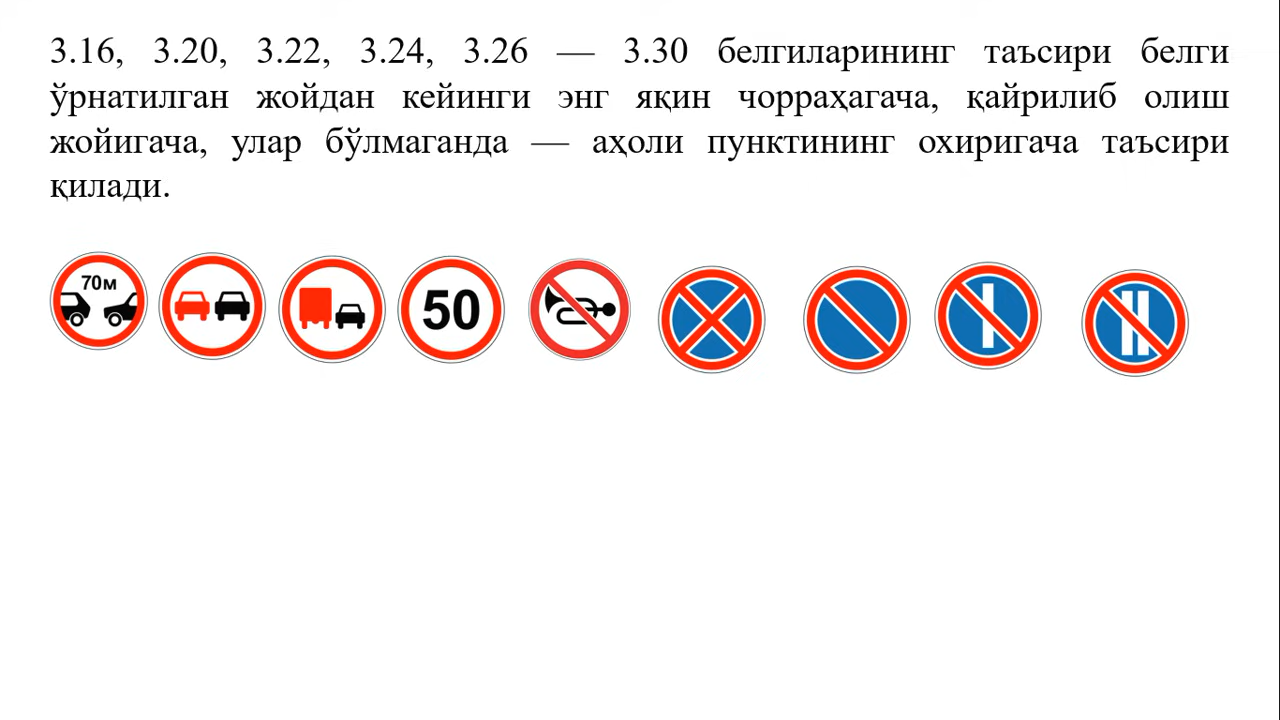 3.16, 3.20, 3.22, 3.24, 3.26 — 3.30 белгиларининг таъсири белги
ўрнатилган жойдан кейинги энг яқин чорраҳагача, қайрилиб олиш
жойигача, улар бўлмаганда — аҳоли пунктининг охиригача таъсири
қилади.
70м
50